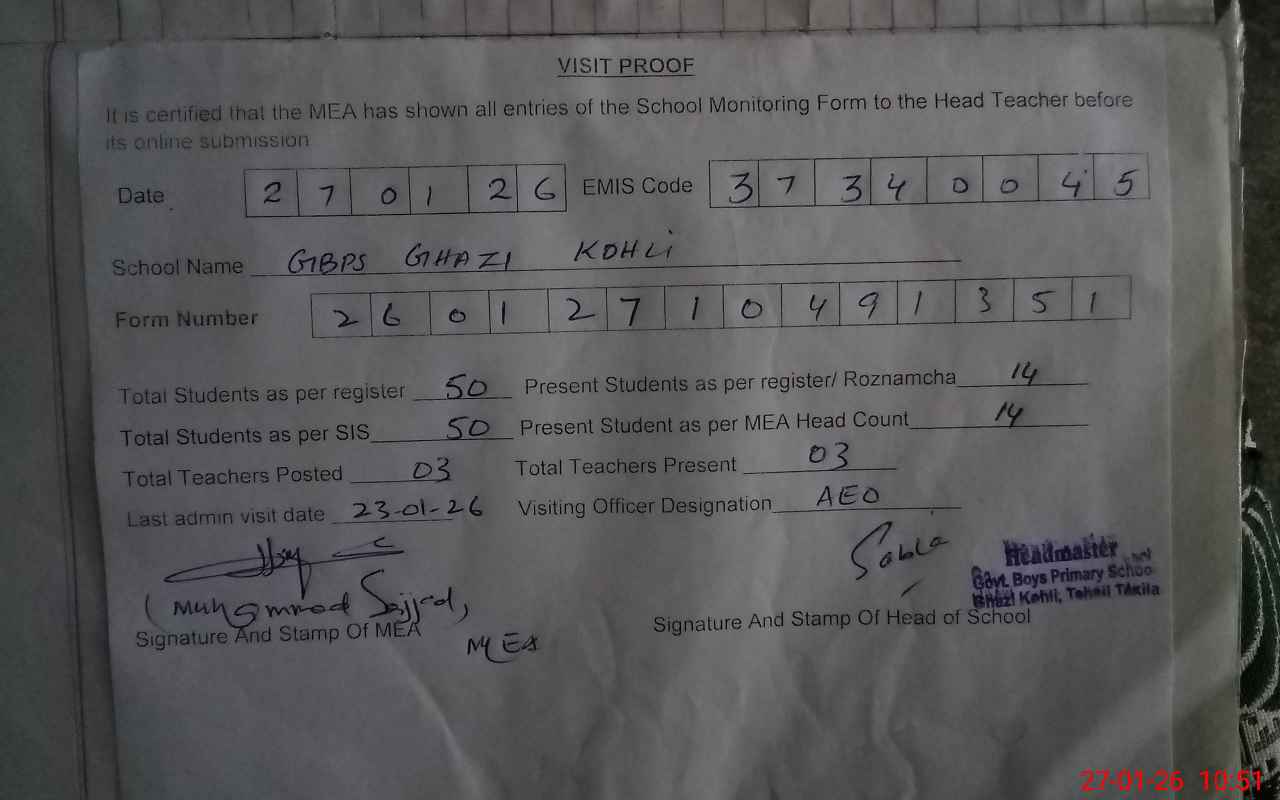 VISIT PROOF
It is certified that the MEA has shown all entries of the School Monitoring Form to the Head Teacher before
its online submission
Date 2 7 0 1 2 6 EMIS Code 3 7 3 4 0 0 4 5
School Name GBPS GHAZI KOHLi
Form Number 2 6 0 1 2 7 1 0 4 9 1 3 5 1
Total Students as per register 50 Present Students as per register/ Roznamcha 14
Total Students as per SIS 50 Present Student as per MEA Head Count 14
Total Teachers Posted 03 Total Teachers Present 03
Last admin visit date 23-01-26 Visiting Officer Designation AEO
Sabia
Headmaster
Govt. Boys Primary School
Ghazi Kohli, Tehsil Taxila
(Muhammad Sajjad,
Signature And Stamp Of MEA
MEA
Signature And Stamp Of Head of School
27-01-26 10:51